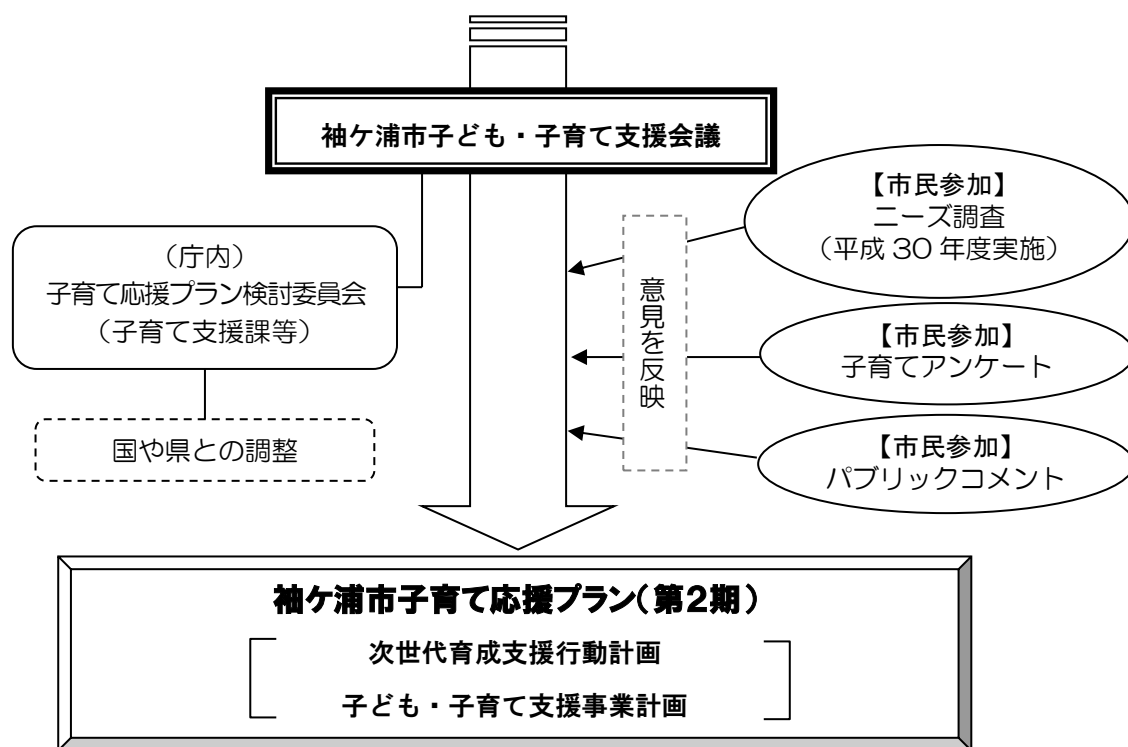 袖ケ浦市子ども・子育て支援会議
(庁内)
子育て応援プラン検討委員会
(子育て支援課等)
国や県との調整
意見を反映
【市民参加】
ニーズ調査
(平成 30 年度実施)
【市民参加】
子育てアンケート
【市民参加】
パブリックコメント
袖ケ浦市子育て応援プラン(第2期)
次世代育成支援行動計画
子ども・子育て支援事業計画